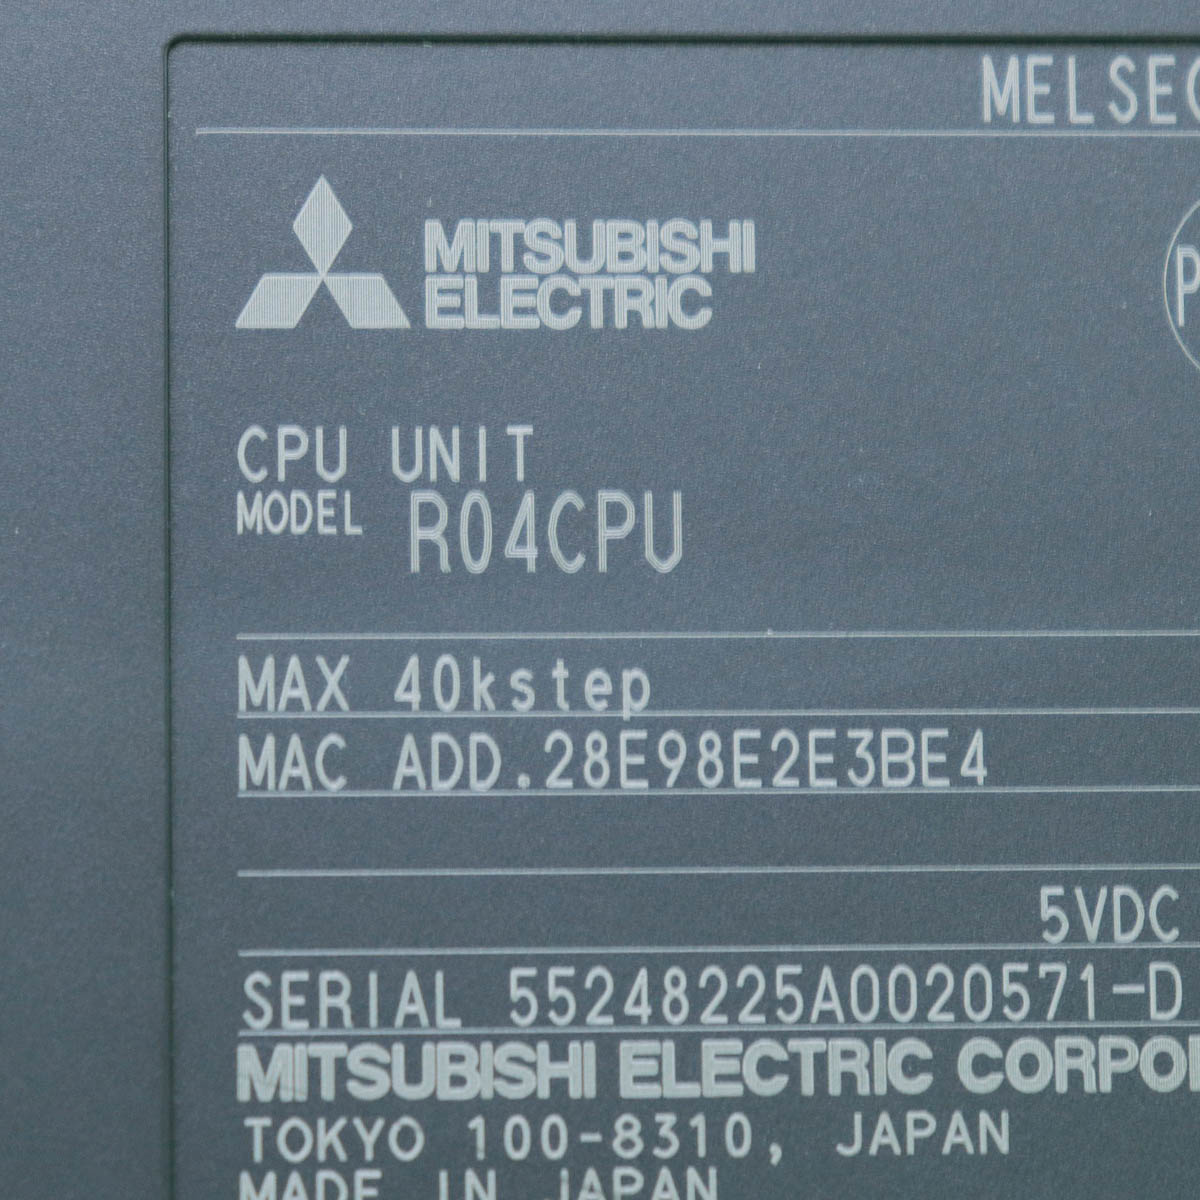 MELSEC
MITSUBISHI
ELECTRIC
P
CPU UNIT
MODEL R04CPU
MAX 40kstep
MAC ADD.28E98E2E3BE4
5VDC
SERIAL 55248225A0020571-D
MITSUBISHI ELECTRIC CORPOR
TOKYO 100-8310, JAPAN
MADE IN JAPAN